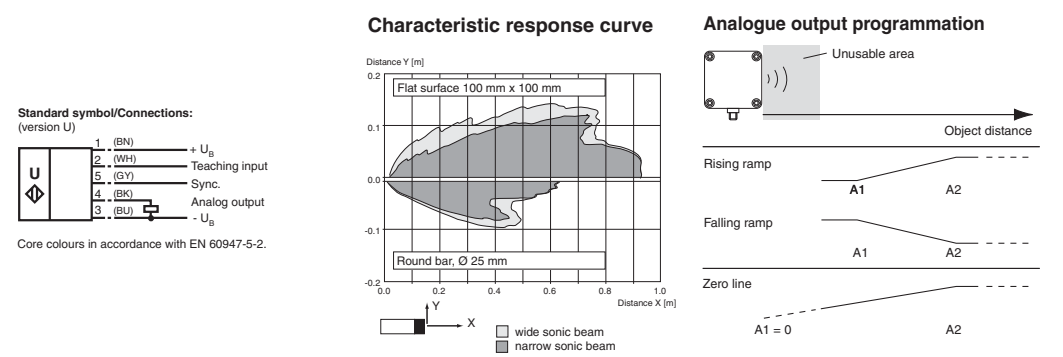 Standard symbol/Connections:
(version U)
U
1 (BN)
+ UB
2 (WH)
Teaching input
5 (GY)
Sync.
4 (BK)
Analog output
3 (BU)
- UB
Core colours in accordance with EN 60947-5-2.
Characteristic response curve
Distance Y [m]
0.2
Flat surface 100 mm x 100 mm
0.1
0.0
-0.1
Round bar, Ø 25 mm
-0.2
0.0 0.2 0.4 0.6 0.8 1.0
Distance X [m]
Y
X
wide sonic beam
narrow sonic beam
Analogue output programmation
Unusable area
Object distance
Rising ramp
A1 A2
Falling ramp
A1 A2
Zero line
A1 = 0 A2